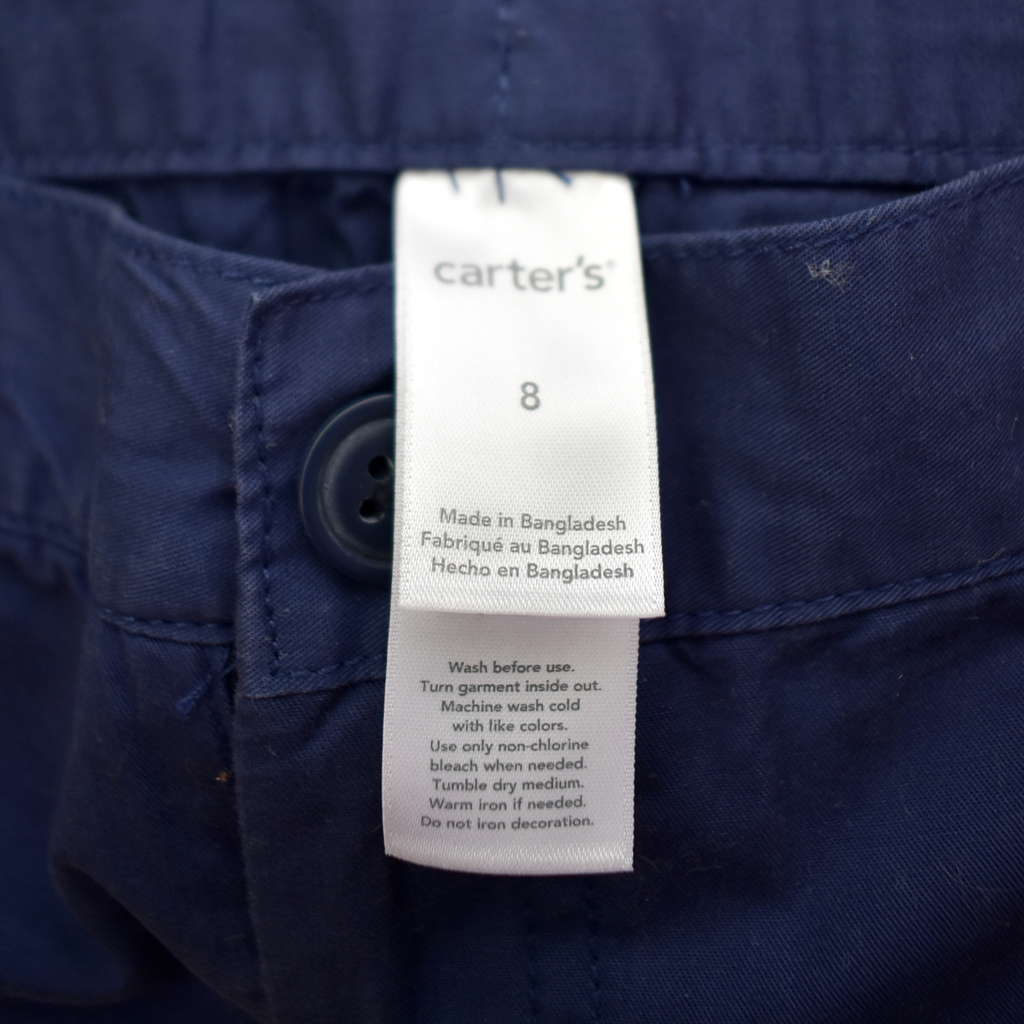 carter's®
8
Made in Bangladesh
Fabriqué au Bangladesh
Hecho en Bangladesh
Wash before use.
Turn garment inside out.
Machine wash cold
with like colors.
Use only non-chlorine
bleach when needed.
Tumble dry medium.
Warm iron if needed.
Do not iron decoration.